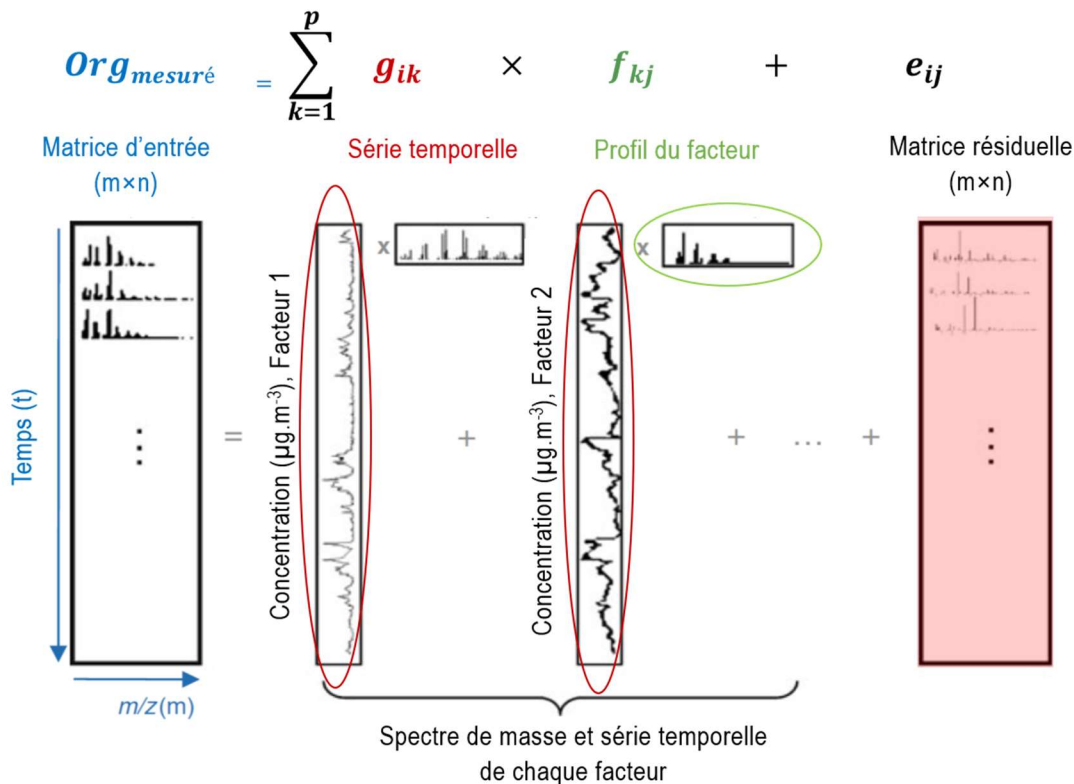 p
Org_mesuré = ∑ g_ik × f_kj + e_ij
k=1
Matrice d'entrée
(m×n)
Série temporelle
Profil du facteur
Matrice résiduelle
(m×n)
Temps (t)
m/z(m)
=
Concentration (µg.m⁻³), Facteur 1
x
+
Concentration (µg.m⁻³), Facteur 2
x
+ ... +
Spectre de masse et série temporelle
de chaque facteur